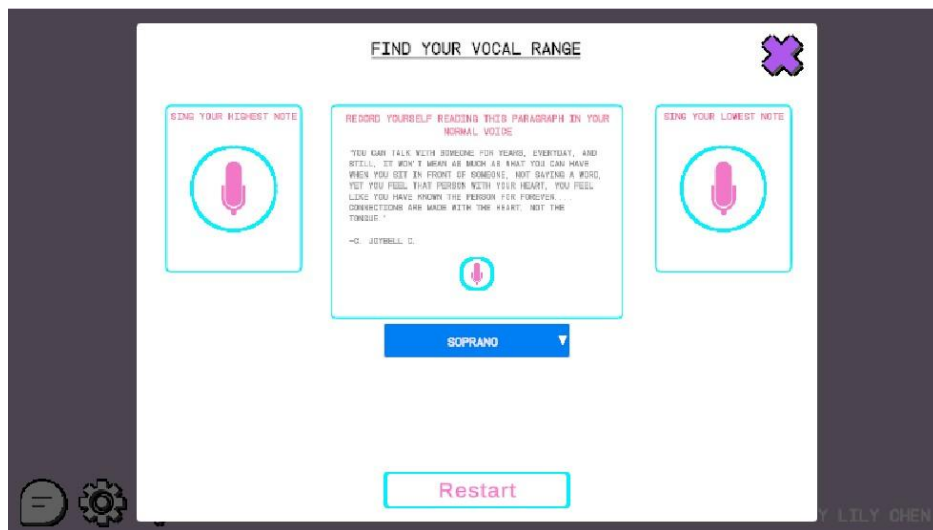 FIND YOUR VOCAL RANGE
SING YOUR HIGHEST NOTE
RECORD YOURSELF READING THIS PARAGRAPH IN YOUR
NORMAL VOICE
"YOU CAN TALK WITH SOMEONE FOR YEARS, EVERYDAY, AND
STILL, IT WON'T MEAN AS MUCH AS WHAT YOU CAN HAVE
WHEN YOU SIT IN FRONT OF SOMEONE, NOT SAYING A WORD,
YET YOU FEEL THAT PERSON WITH YOUR HEART, YOU FEEL
LIKE YOU HAVE KNOWN THE PERSON FOR FOREVER....
CONNECTIONS ARE MADE WITH THE HEART, NOT THE
TONGUE."
-C. JOYBELL C.
SING YOUR LOWEST NOTE
SOPRANO
Restart
Y LILY CHEN